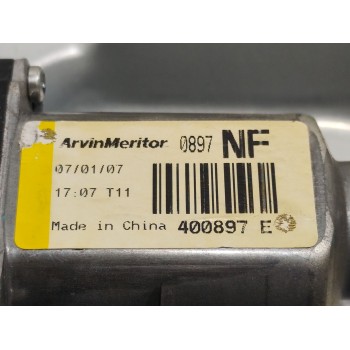 ArvinMeritor 0897 NF
07/01/07
17:07 T11
Made in China 400897 E